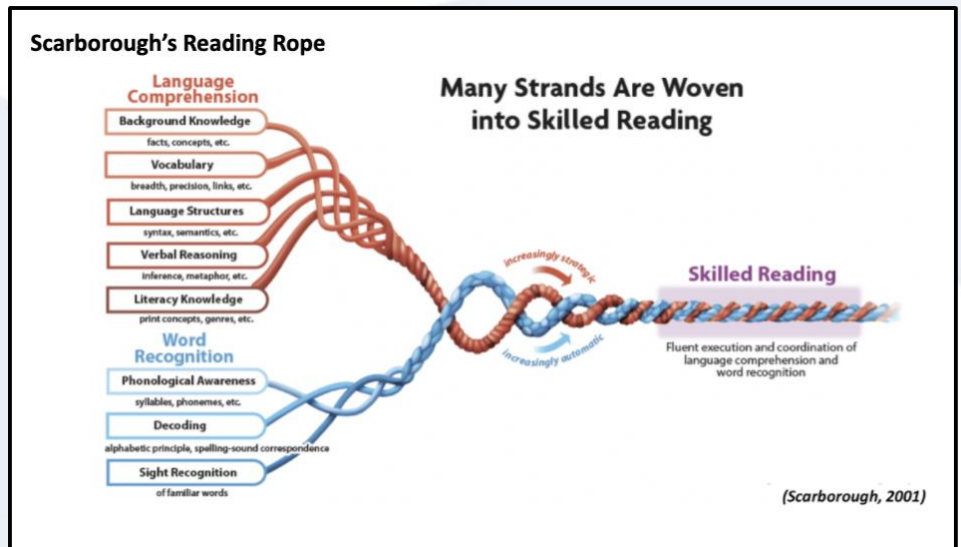 Scarborough's Reading Rope
Many Strands Are Woven
into Skilled Reading
Language
Comprehension
Background Knowledge
facts, concepts, etc.
Vocabulary
breadth, precision, links, etc.
Language Structures
syntax, semantics, etc.
Verbal Reasoning
inference, metaphor, etc.
Literacy Knowledge
print concepts, genres, etc.
Word
Recognition
Phonological Awareness
syllables, phonemes, etc.
Decoding
alphabetic principle, spelling-sound correspondence
Sight Recognition
of familiar words
increasingly strategic
increasingly automatic
Skilled Reading
Fluent execution and coordination of
language comprehension and
word recognition
(Scarborough, 2001)